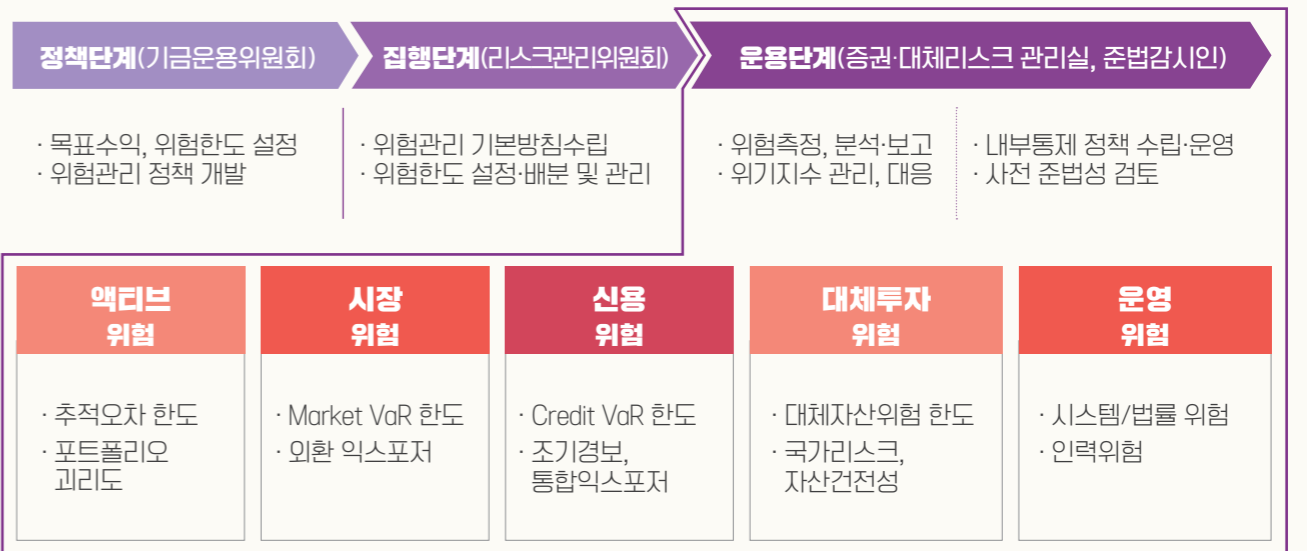 정책단계(기금운용위원회)
집행단계(리스크관리위원회)
운용단계(증권·대체리스크 관리실, 준법감시인)
· 목표수익, 위험한도 설정
· 위험관리 정책 개발
· 위험관리 기본방침수립
· 위험한도 설정·배분 및 관리
· 위험측정, 분석·보고
· 위기지수 관리, 대응
· 내부통제 정책 수립·운영
· 사전 준법성 검토
액티브
위험
· 추적오차 한도
· 포트폴리오
괴리도
시장
위험
· Market VaR 한도
· 외환 익스포저
신용
위험
· Credit VaR 한도
· 조기경보,
통합익스포저
대체투자
위험
· 대체자산위험 한도
· 국가리스크,
자산건전성
운영
위험
· 시스템/법률 위험
· 인력위험